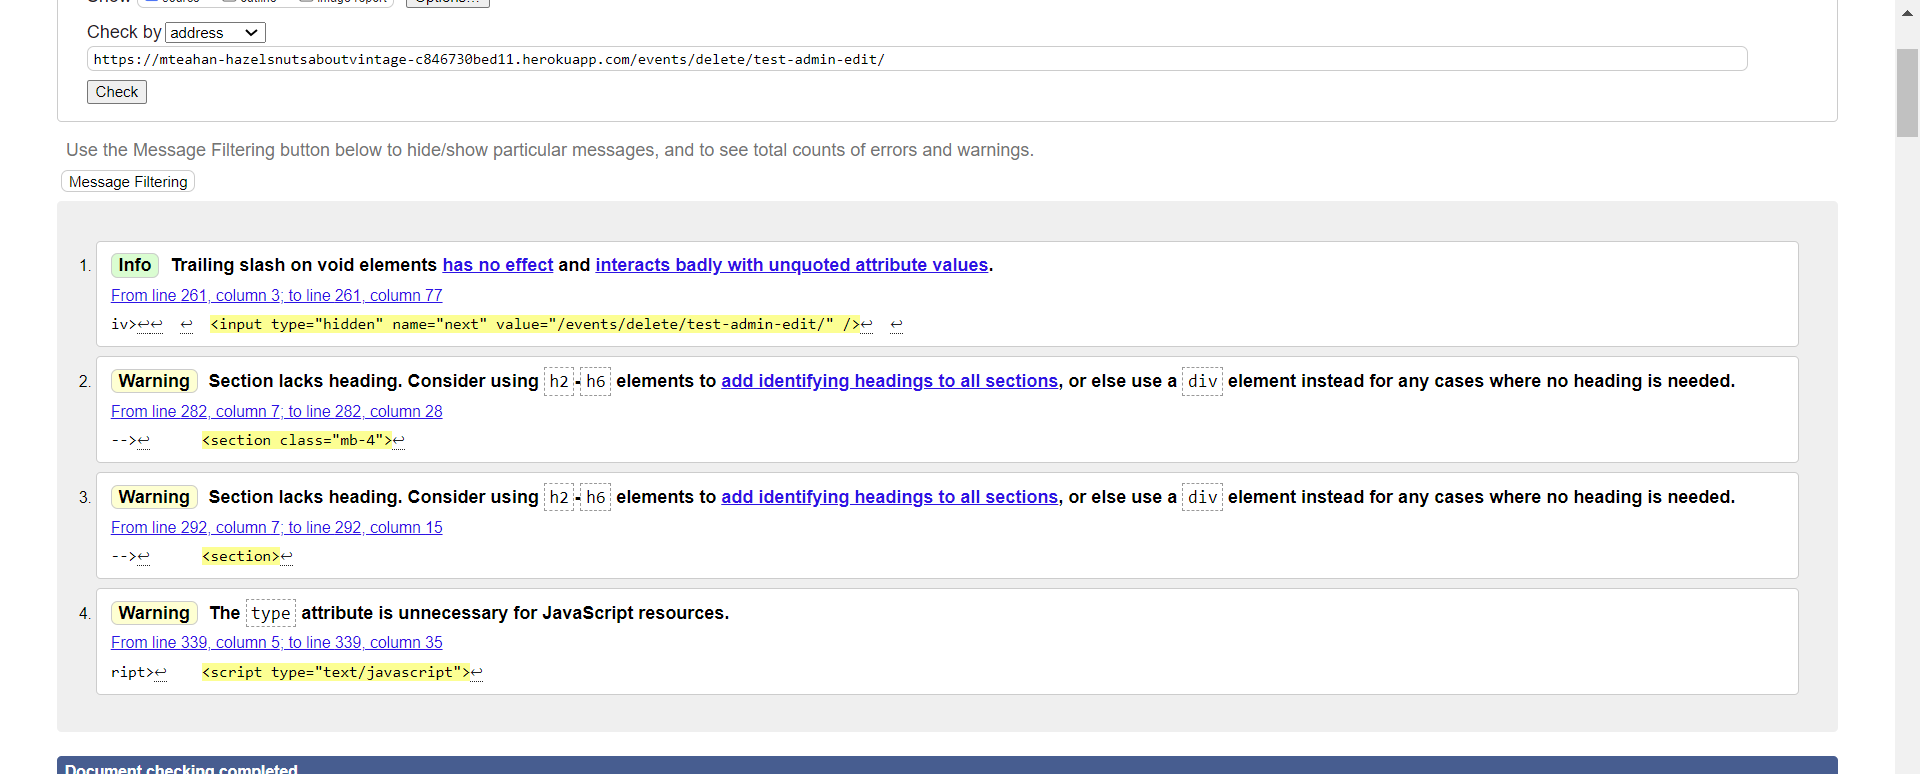 Show source outline image report Options...
Check by address
https://mteahan-hazelsnutsaboutvintage-c846730bed11.herokuapp.com/events/delete/test-admin-edit/
Check
Use the Message Filtering button below to hide/show particular messages, and to see total counts of errors and warnings.
Message Filtering
1. Info Trailing slash on void elements has no effect and interacts badly with unquoted attribute values.
From line 261, column 3; to line 261, column 77
iv>↩↩ ↩ <input type="hidden" name="next" value="/events/delete/test-admin-edit/" />↩ ↩
2. Warning Section lacks heading. Consider using h2-h6 elements to add identifying headings to all sections, or else use a div element instead for any cases where no heading is needed.
From line 282, column 7; to line 282, column 28
-->↩ <section class="mb-4">↩
3. Warning Section lacks heading. Consider using h2-h6 elements to add identifying headings to all sections, or else use a div element instead for any cases where no heading is needed.
From line 292, column 7; to line 292, column 15
-->↩ <section>↩
4. Warning The type attribute is unnecessary for JavaScript resources.
From line 339, column 5; to line 339, column 35
ript>↩ <script type="text/javascript">↩
Document checking completed.